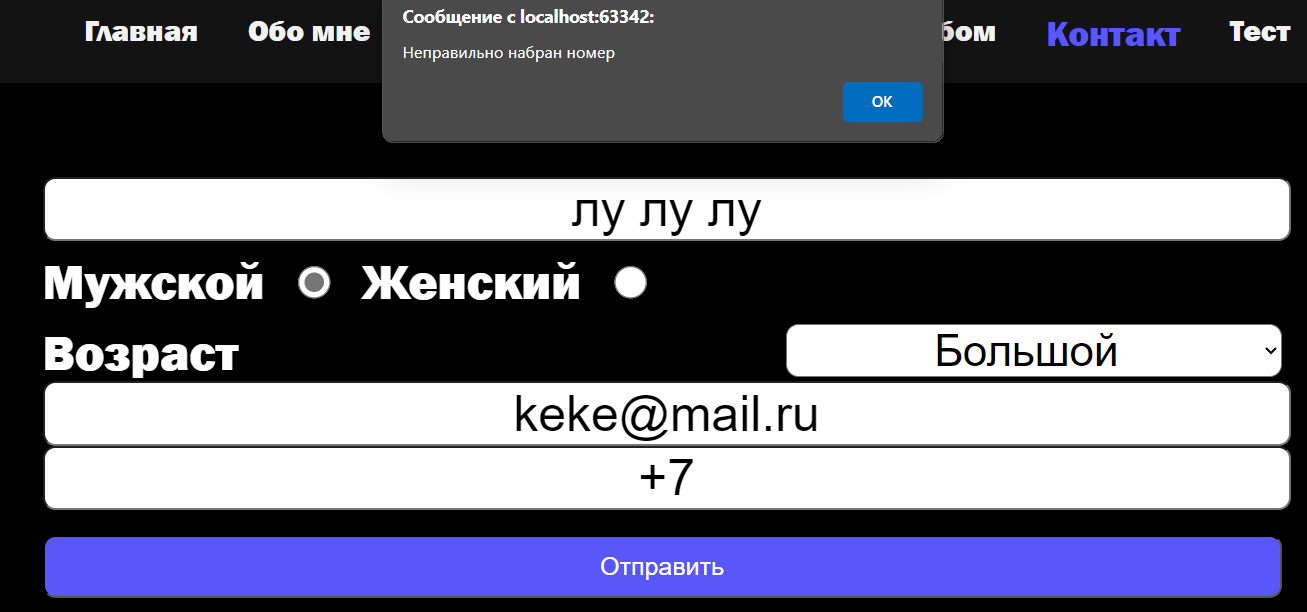 Сообщение с localhost:63342:
Неправильно набран номер
ОК
Главная Обо мне бом Контакт Тест
лу лу лу
Мужской Женский
Возраст Большой
keke@mail.ru
+7
Отправить